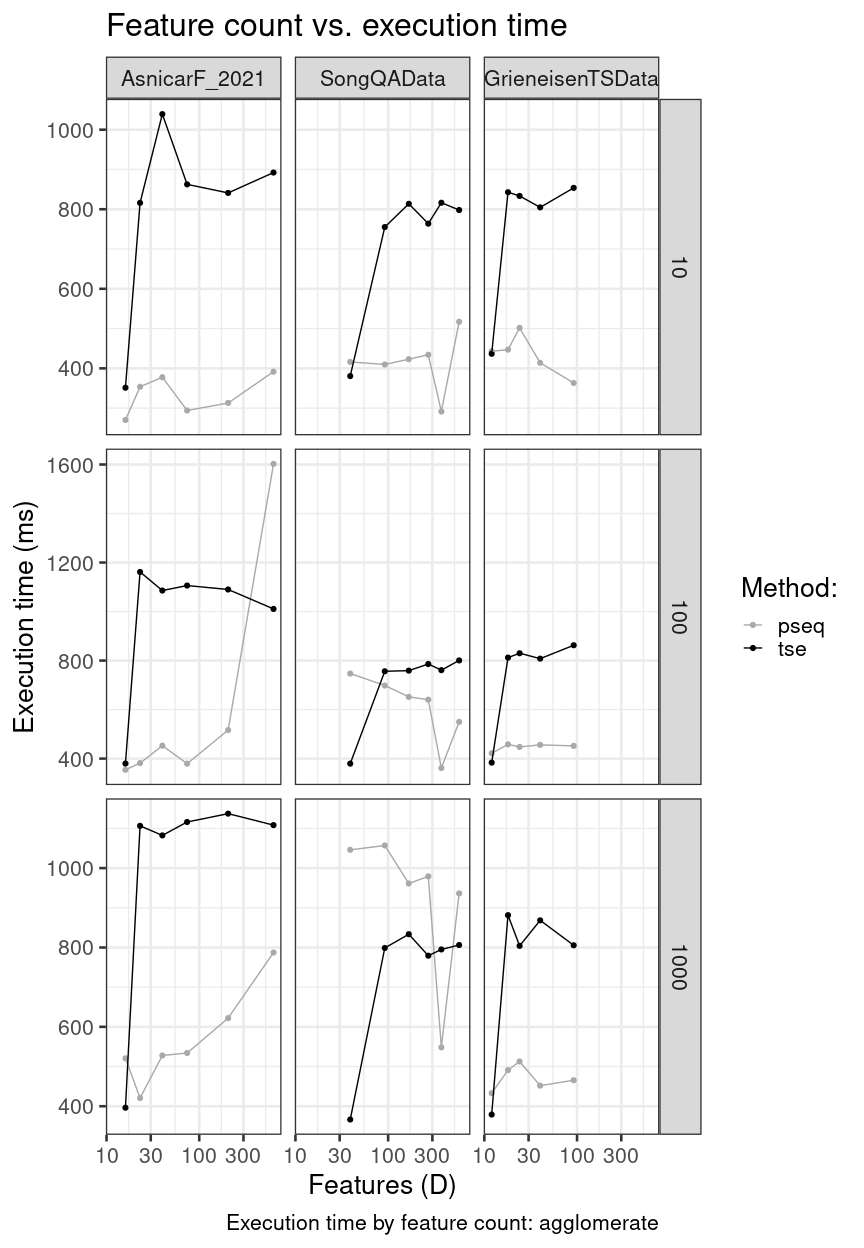 Feature count vs. execution time
AsnicarF_2021 SongQAData GrieneisenTSData
1000
800
600
400
10
1600
1200
800
400
100
1000
800
600
400
1000
Execution time (ms)
Method:
pseq
tse
10 30 100 300 10 30 100 300 10 30 100 300
Features (D)
Execution time by feature count: agglomerate